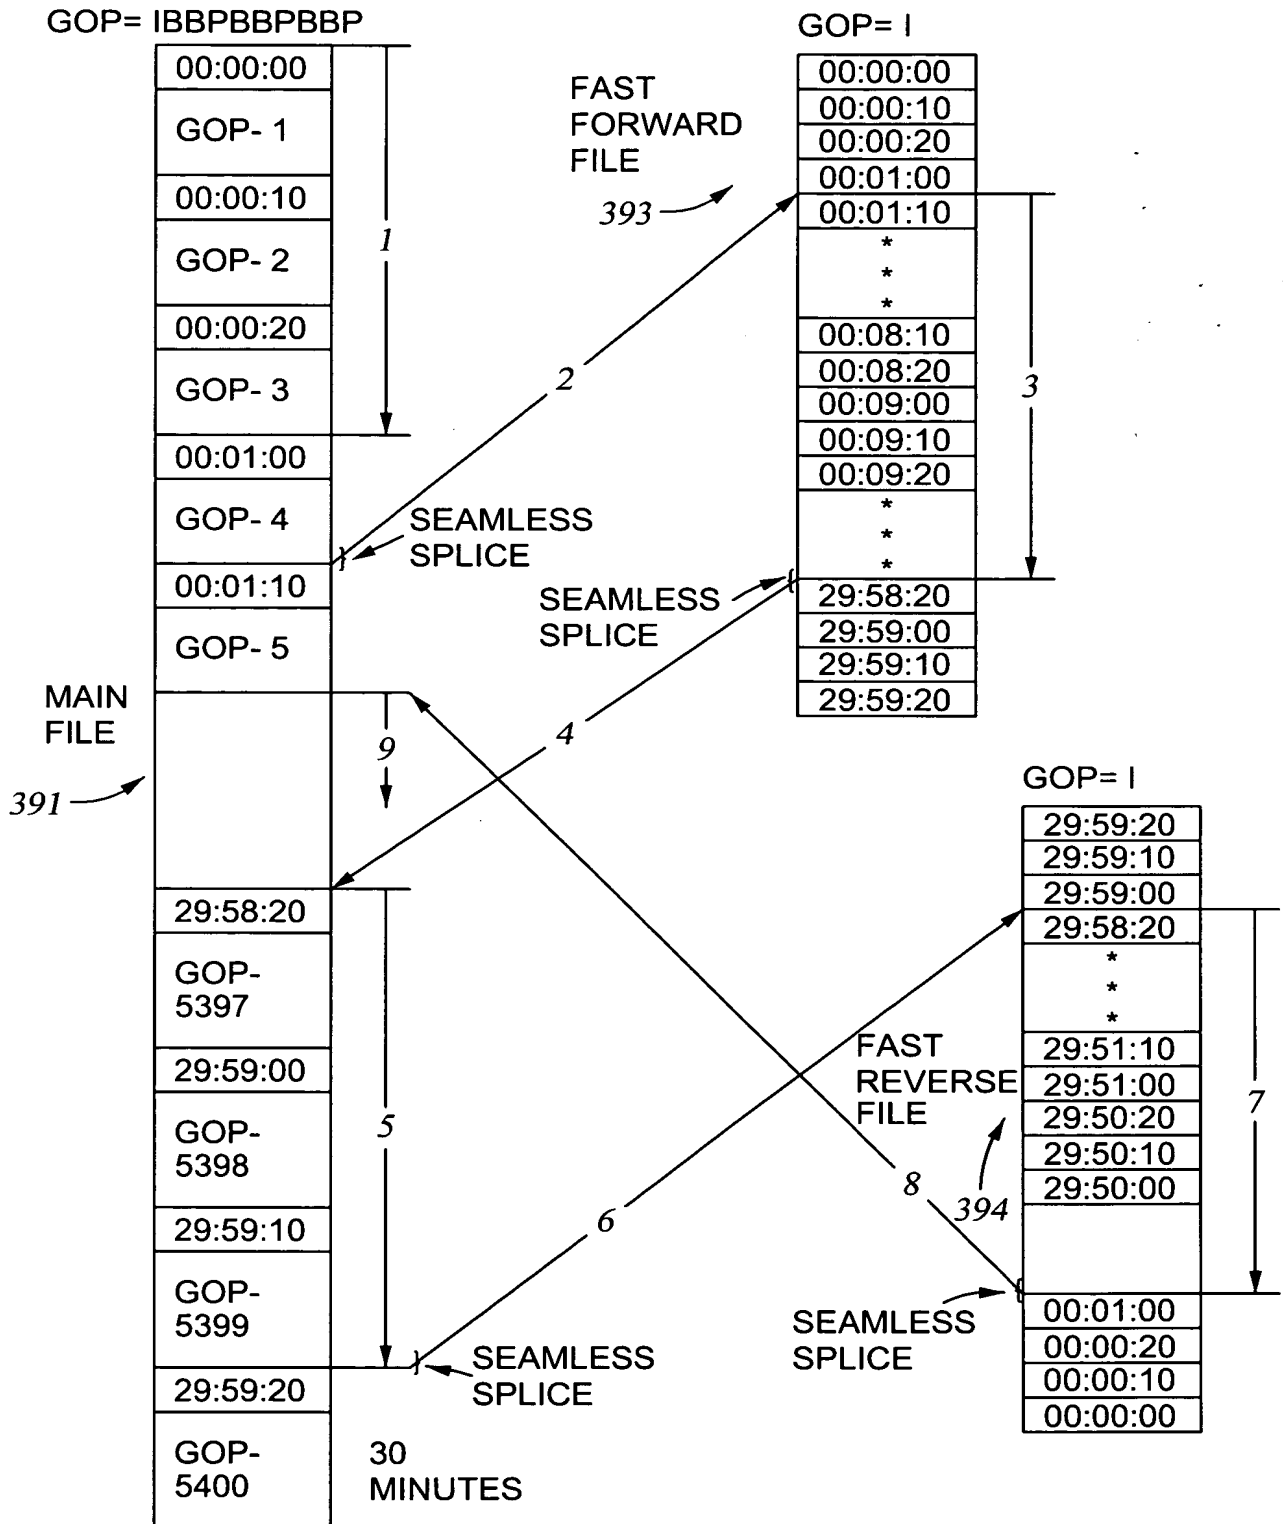 GOP= IBBPBBPBBP
00:00:00
GOP- 1
00:00:10
GOP- 2
00:00:20
GOP- 3
00:01:00
GOP- 4
00:01:10
GOP- 5
MAIN
FILE
391
29:58:20
GOP-
5397
29:59:00
GOP-
5398
29:59:10
GOP-
5399
29:59:20
GOP-
5400
30
MINUTES
1
2
SEAMLESS
SPLICE
9
4
5
6
SEAMLESS
SPLICE
8
GOP= I
FAST
FORWARD
FILE
393
00:00:00
00:00:10
00:00:20
00:01:00
00:01:10
*
*
*
00:08:10
00:08:20
00:09:00
00:09:10
00:09:20
*
*
*
29:58:20
29:59:00
29:59:10
29:59:20
3
SEAMLESS
SPLICE
GOP= I
29:59:20
29:59:10
29:59:00
29:58:20
*
*
*
29:51:10
29:51:00
29:50:20
29:50:10
29:50:00
00:01:00
00:00:20
00:00:10
00:00:00
7
FAST
REVERSE
FILE
394
SEAMLESS
SPLICE